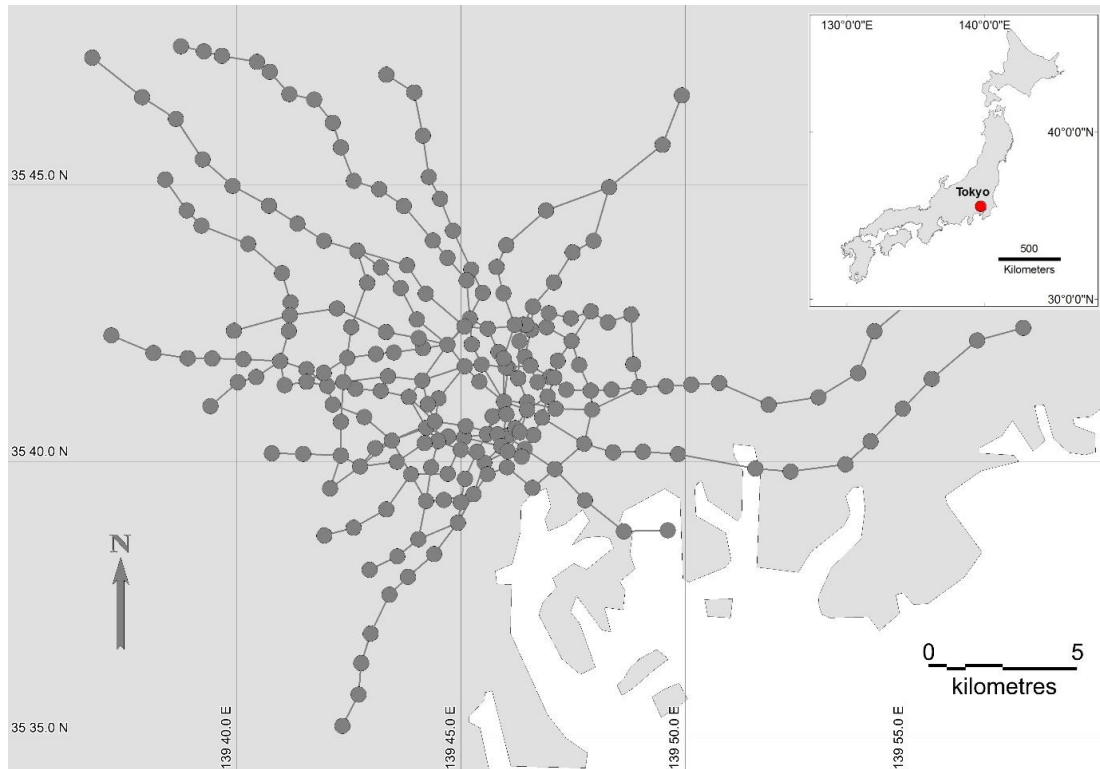 130°0'0"E
140°0'0"E
40°0'0"N
Tokyo
500
Kilometers
30°0'0"N
35 45.0 N
35 40.0 N
N
0 5
kilometres
35 35.0 N
139 40.0 E
139 45.0 E
139 50.0 E
139 55.0 E